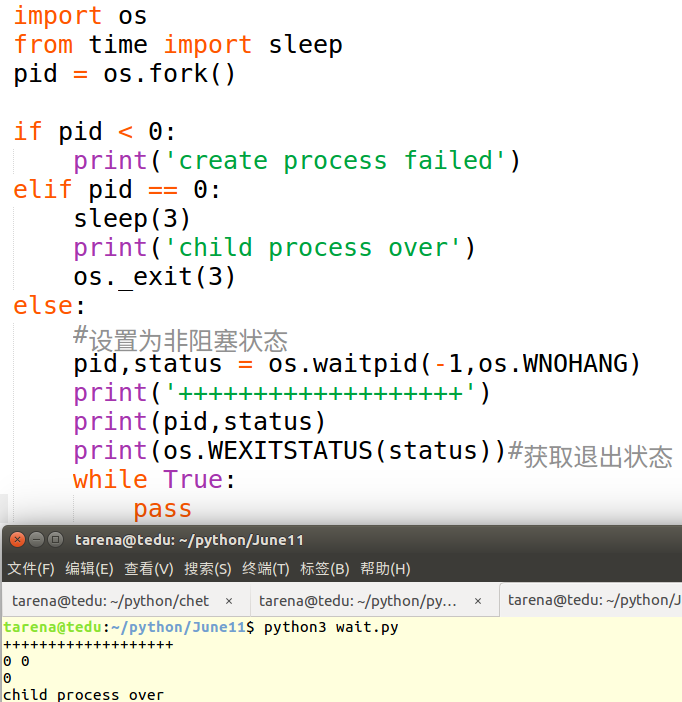 import os
from time import sleep
pid = os.fork()
if pid < 0:
print('create process failed')
elif pid == 0:
sleep(3)
print('child process over')
os._exit(3)
else:
#设置为非阻塞状态
pid,status = os.waitpid(-1,os.WNOHANG)
print('+++++++++++++++++++')
print(pid,status)
print(os.WEXITSTATUS(status))#获取退出状态
while True:
pass
tarena@tedu: ~/python/June11
文件(F) 编辑(E) 查看(V) 搜索(S) 终端(T) 标签(B) 帮助(H)
tarena@tedu: ~/python/chet × tarena@tedu: ~/python/py... × tarena@tedu: ~/python/J
tarena@tedu:~/python/June11$ python3 wait.py
+++++++++++++++++++
0 0
0
child process over